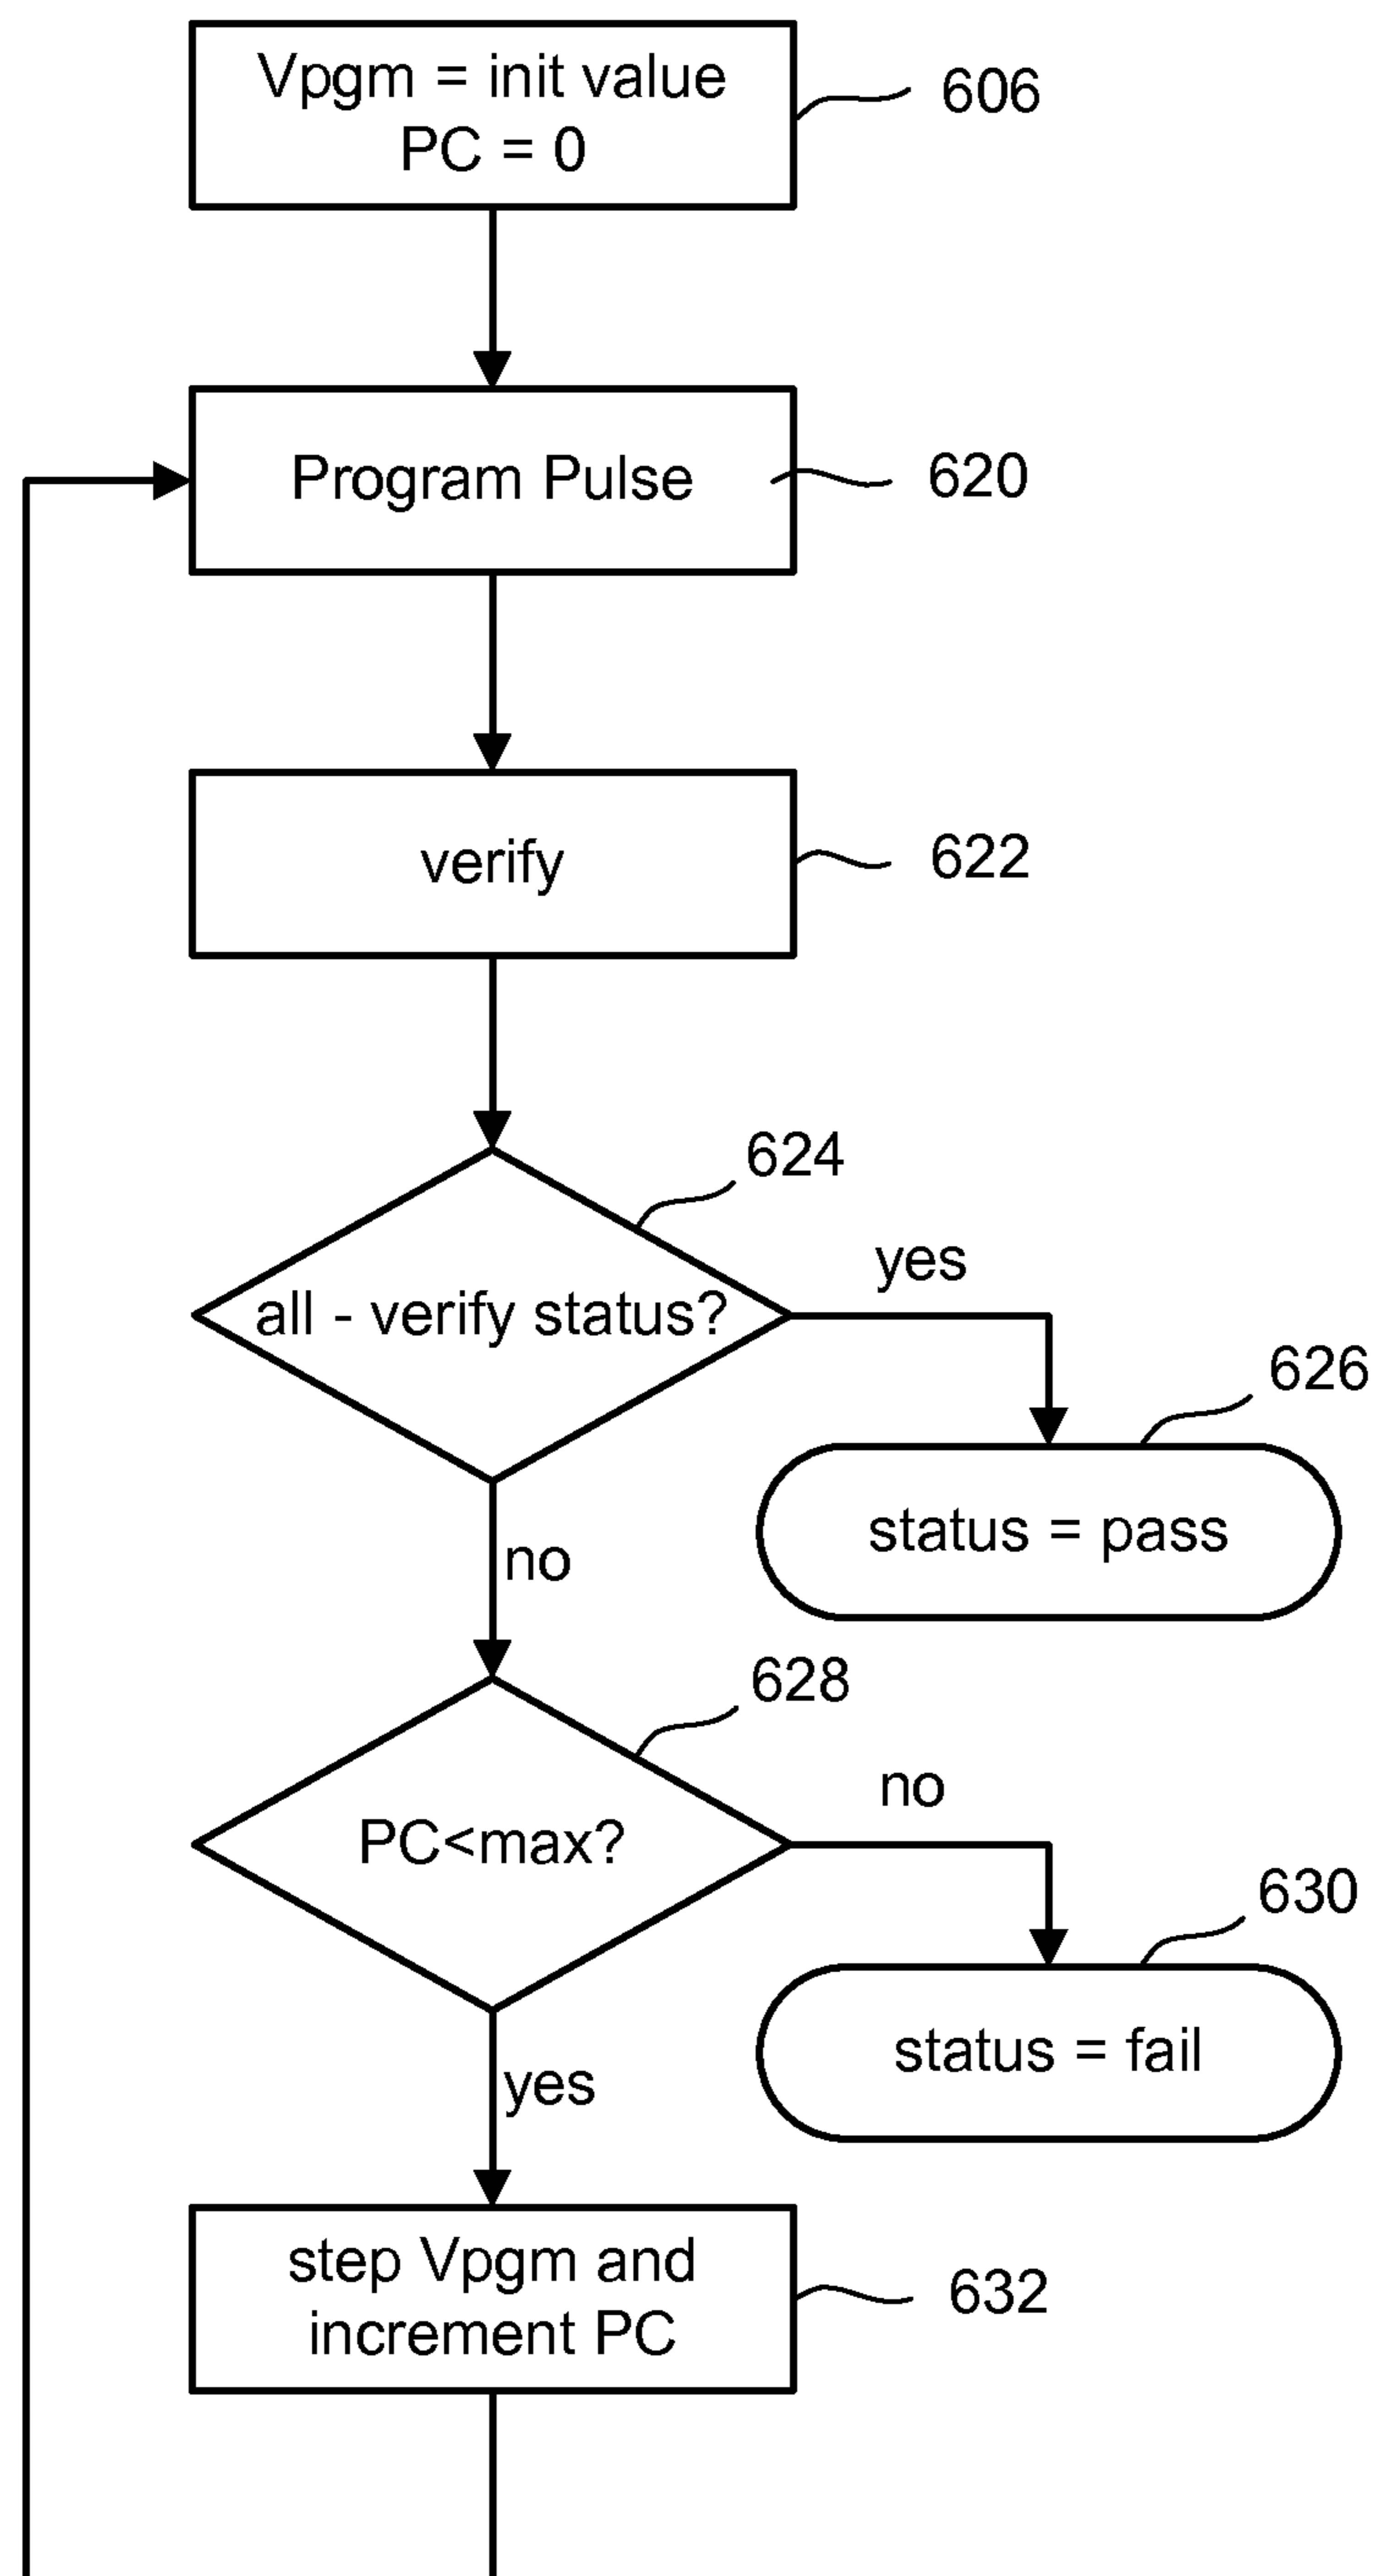 Vpgm = init value
PC = 0
606
Program Pulse
620
verify
622
624
all - verify status?
yes
626
status = pass
no
628
PC<max?
no
630
status = fail
yes
step Vpgm and
increment PC
632